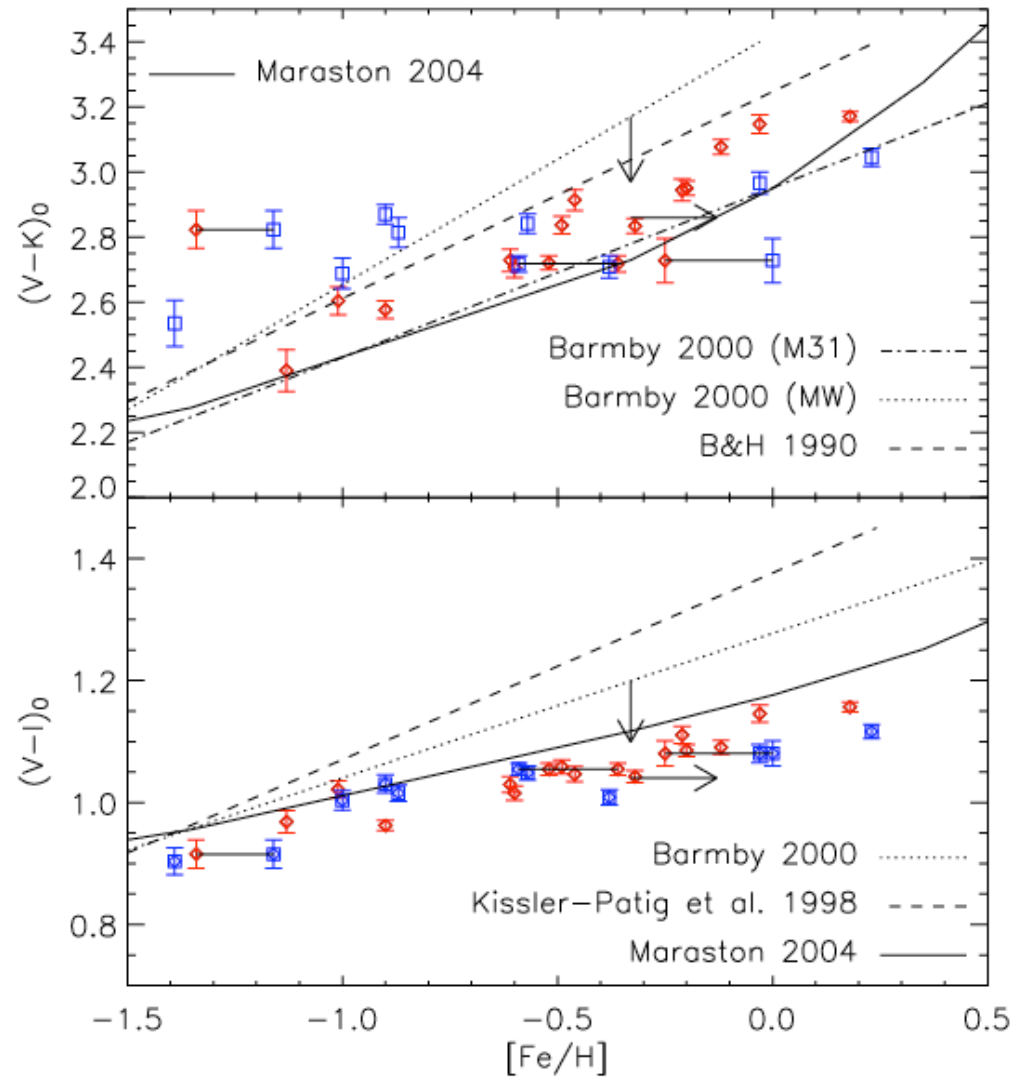 3.4
3.2
3.0
2.8
2.6
2.4
2.2
2.0
(V−K)₀
Maraston 2004
Barmby 2000 (M31)
Barmby 2000 (MW)
B&H 1990
1.4
1.2
1.0
0.8
(V−I)₀
Barmby 2000
Kissler−Patig et al. 1998
Maraston 2004
−1.5 −1.0 −0.5 0.0 0.5
[Fe/H]